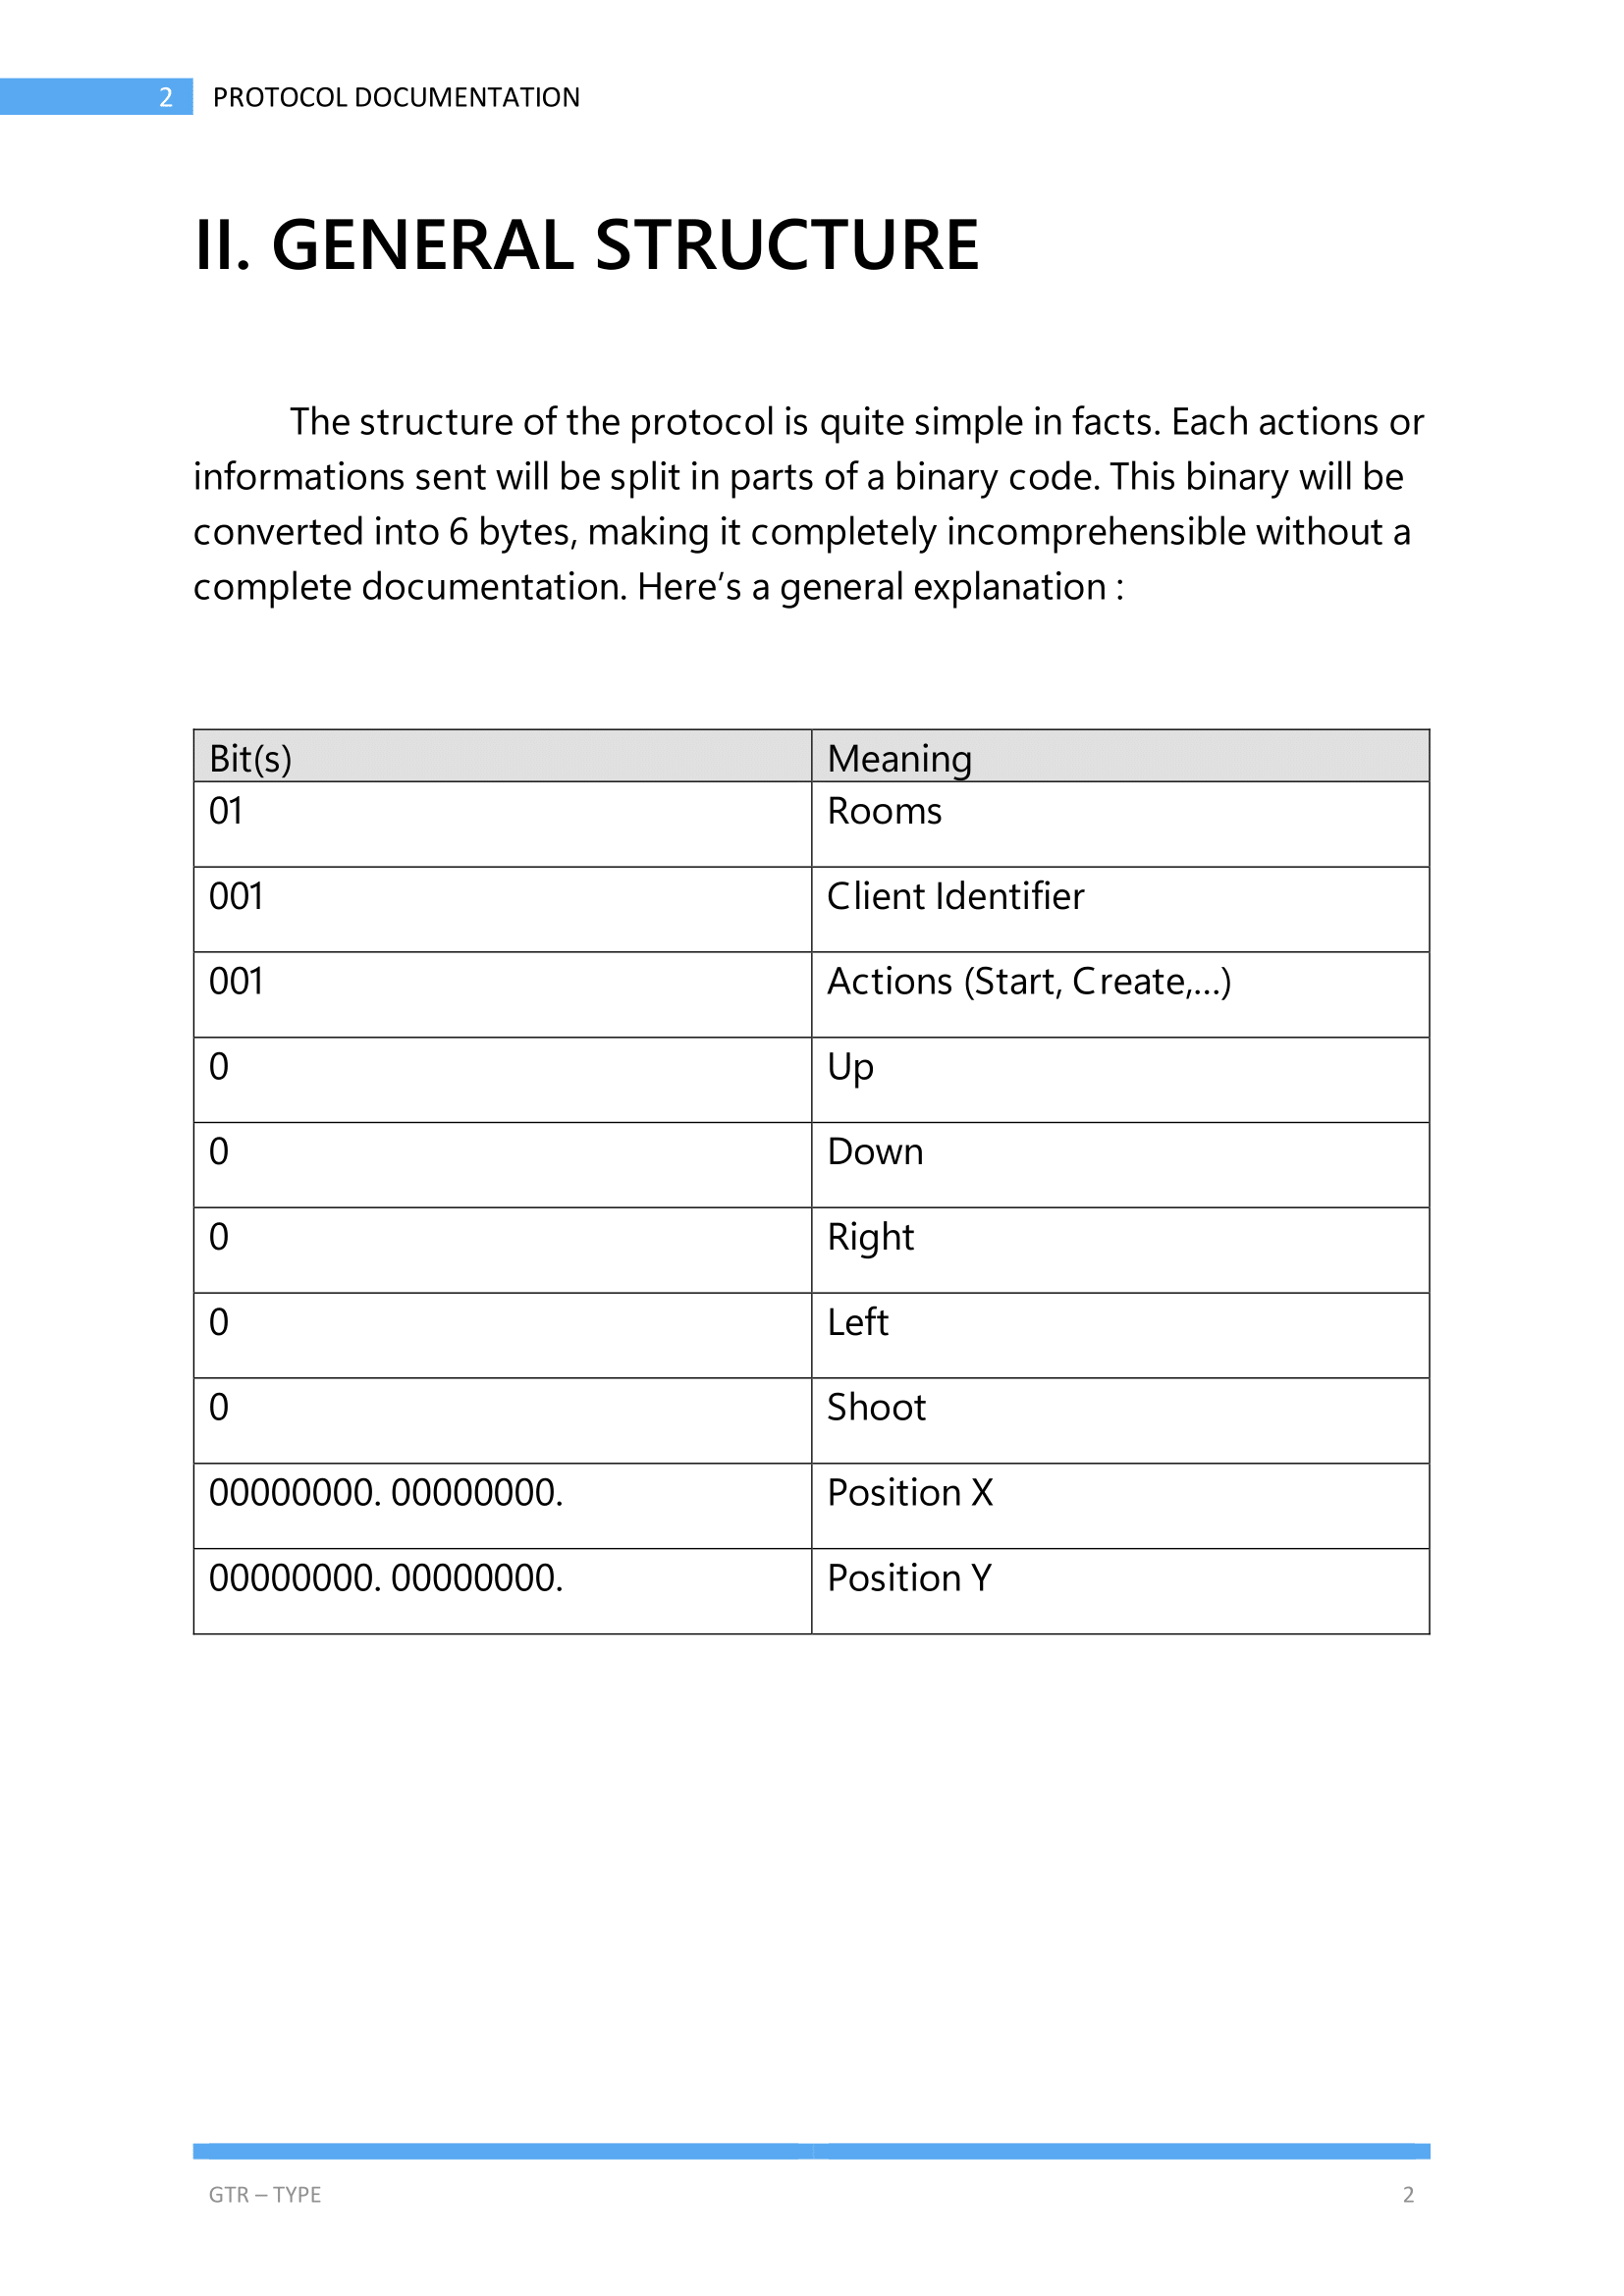 2 PROTOCOL DOCUMENTATION
II. GENERAL STRUCTURE
The structure of the protocol is quite simple in facts. Each actions or
informations sent will be split in parts of a binary code. This binary will be
converted into 6 bytes, making it completely incomprehensible without a
complete documentation. Here’s a general explanation :
Bit(s) Meaning
01 Rooms
001 Client Identifier
001 Actions (Start, Create,…)
0 Up
0 Down
0 Right
0 Left
0 Shoot
00000000. 00000000. Position X
00000000. 00000000. Position Y
GTR – TYPE 2